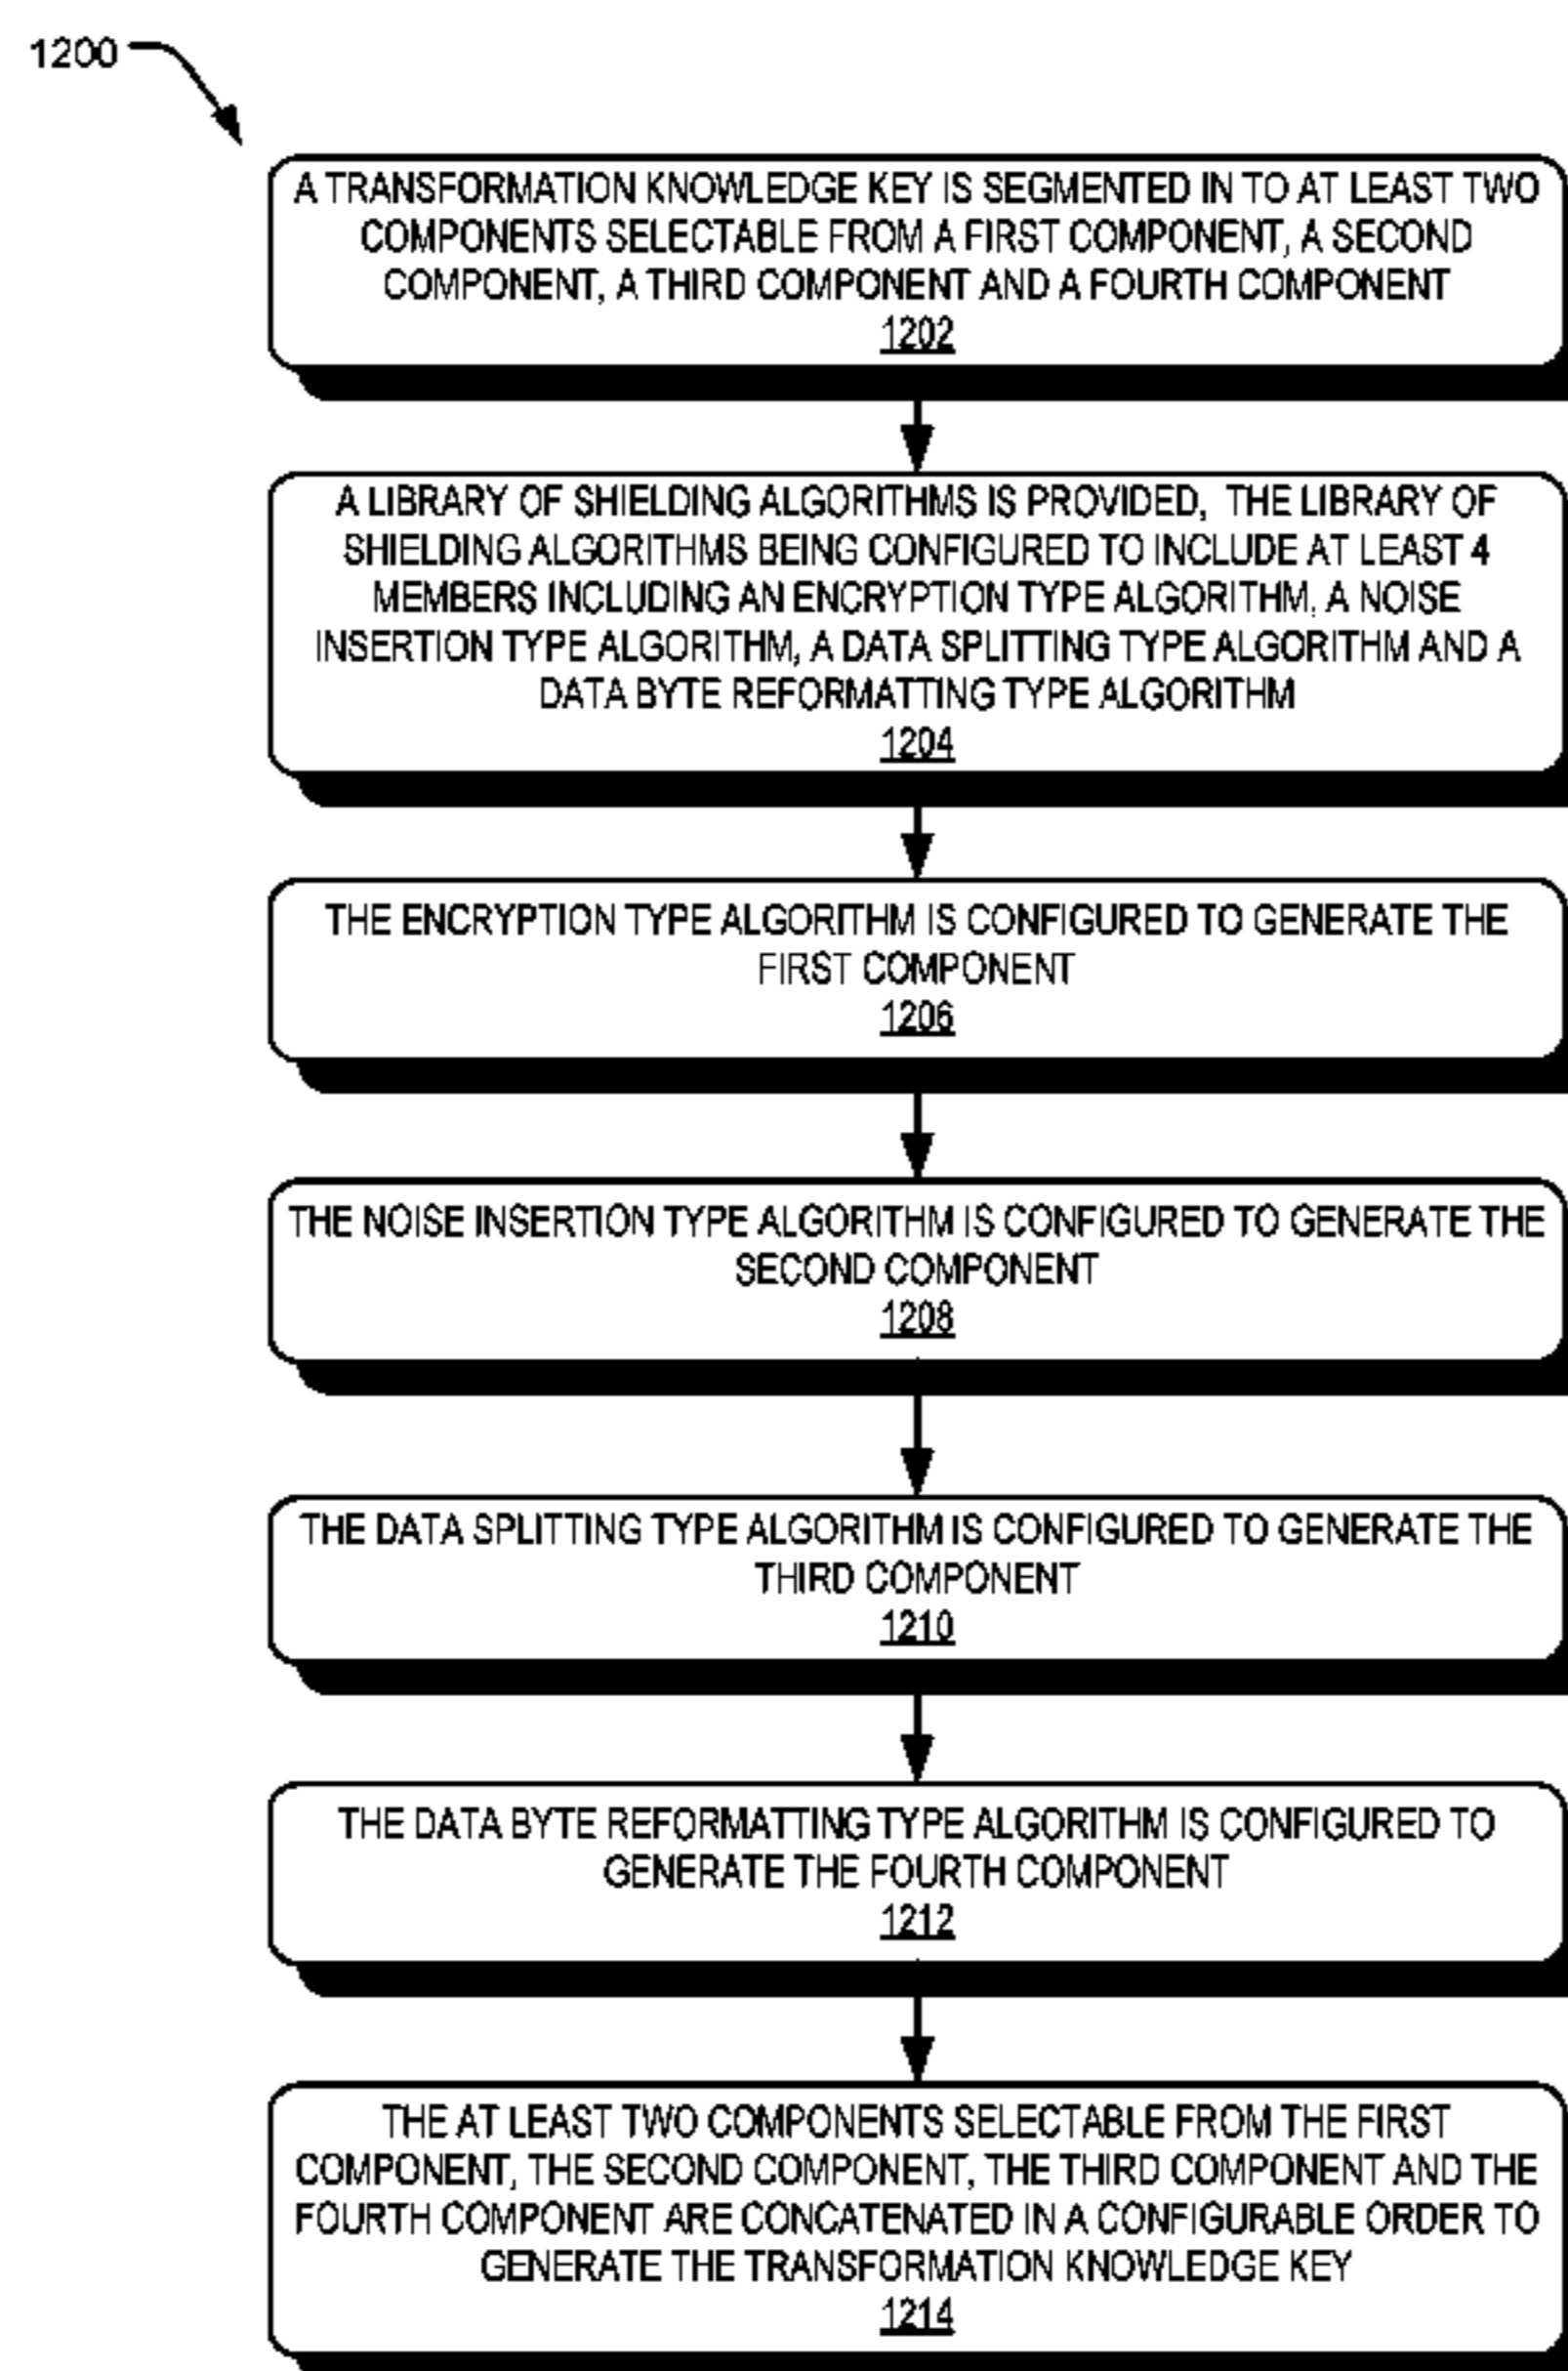 1200
A TRANSFORMATION KNOWLEDGE KEY IS SEGMENTED IN TO AT LEAST TWO
COMPONENTS SELECTABLE FROM A FIRST COMPONENT, A SECOND
COMPONENT, A THIRD COMPONENT AND A FOURTH COMPONENT
1202
A LIBRARY OF SHIELDING ALGORITHMS IS PROVIDED, THE LIBRARY OF
SHIELDING ALGORITHMS BEING CONFIGURED TO INCLUDE AT LEAST 4
MEMBERS INCLUDING AN ENCRYPTION TYPE ALGORITHM, A NOISE
INSERTION TYPE ALGORITHM, A DATA SPLITTING TYPE ALGORITHM AND A
DATA BYTE REFORMATTING TYPE ALGORITHM
1204
THE ENCRYPTION TYPE ALGORITHM IS CONFIGURED TO GENERATE THE
FIRST COMPONENT
1206
THE NOISE INSERTION TYPE ALGORITHM IS CONFIGURED TO GENERATE THE
SECOND COMPONENT
1208
THE DATA SPLITTING TYPE ALGORITHM IS CONFIGURED TO GENERATE THE
THIRD COMPONENT
1210
THE DATA BYTE REFORMATTING TYPE ALGORITHM IS CONFIGURED TO
GENERATE THE FOURTH COMPONENT
1212
THE AT LEAST TWO COMPONENTS SELECTABLE FROM THE FIRST
COMPONENT, THE SECOND COMPONENT, THE THIRD COMPONENT AND THE
FOURTH COMPONENT ARE CONCATENATED IN A CONFIGURABLE ORDER TO
GENERATE THE TRANSFORMATION KNOWLEDGE KEY
1214